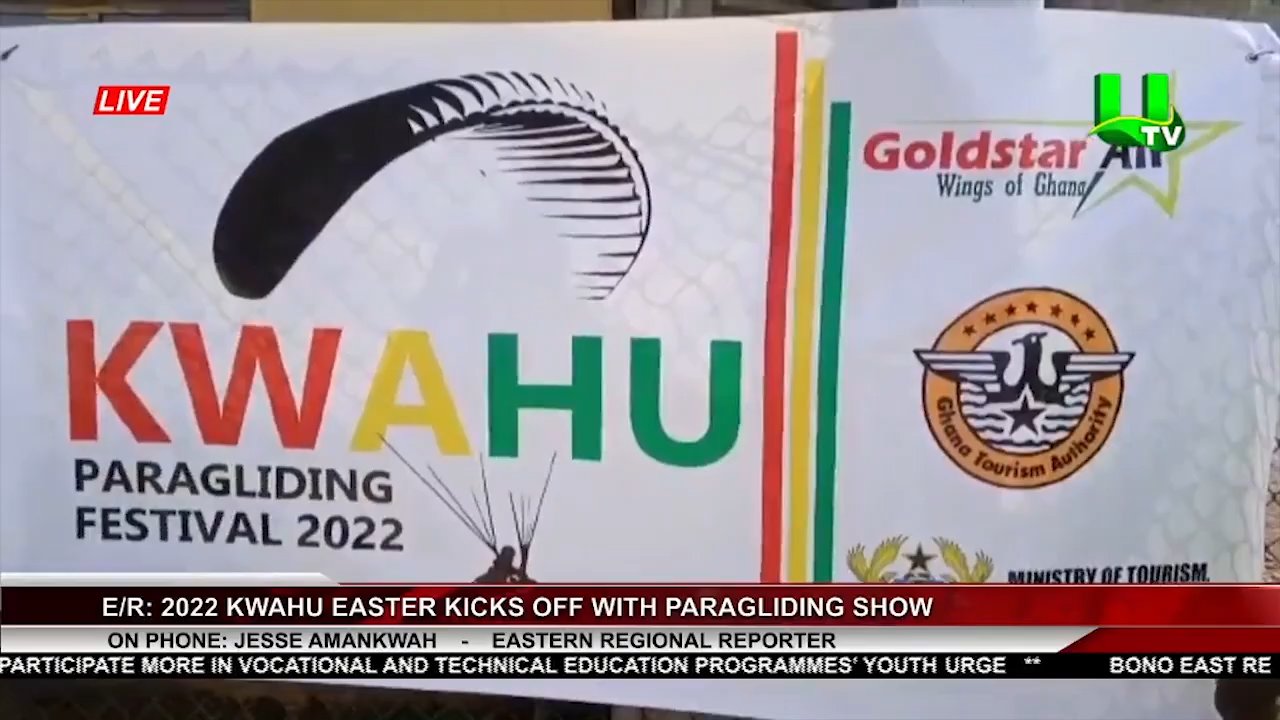 LIVE
U
TV
Goldstar Air
Wings of Ghana
KWAHU
PARAGLIDING
FESTIVAL 2022
Ghana Tourism Authority
MINISTRY OF TOURISM,
E/R: 2022 KWAHU EASTER KICKS OFF WITH PARAGLIDING SHOW
ON PHONE: JESSE AMANKWAH - EASTERN REGIONAL REPORTER
PARTICIPATE MORE IN VOCATIONAL AND TECHNICAL EDUCATION PROGRAMMES' YOUTH URGE ** BONO EAST RE